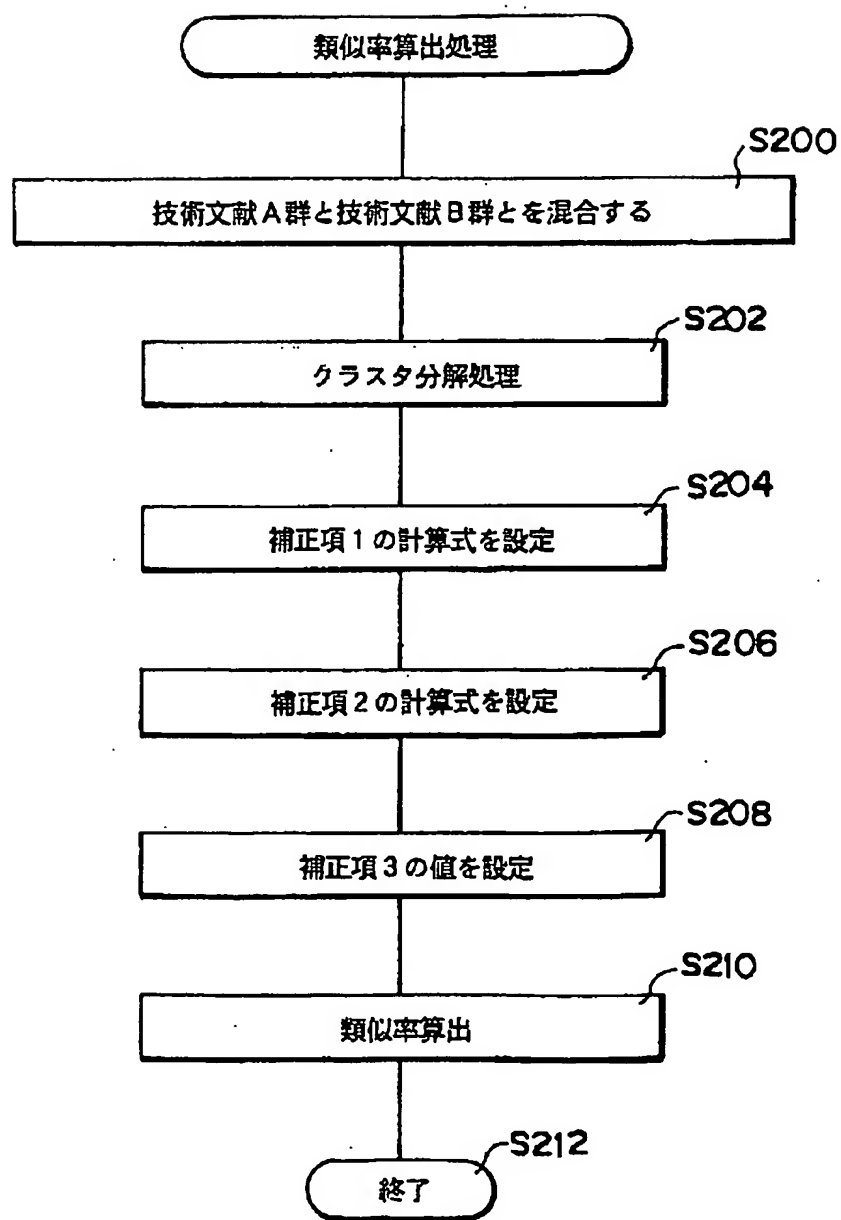 類似率算出処理
S200
技術文献A群と技術文献B群とを混合する
S202
クラスタ分解処理
S204
補正項1の計算式を設定
S206
補正項2の計算式を設定
S208
補正項3の値を設定
S210
類似率算出
S212
終了